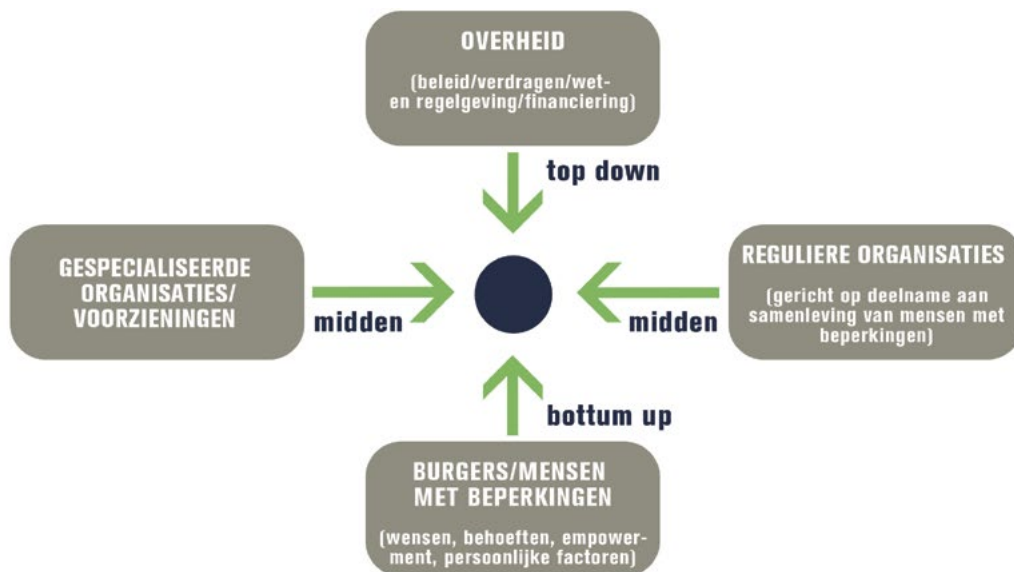 OVERHEID
(beleid/verdragen/wet-
en regelgeving/financiering)
top down
GESPECIALISEERDE
ORGANISATIES/
VOORZIENINGEN
midden
midden
REGULIERE ORGANISATIES
(gericht op deelname aan
samenleving van mensen met
beperkingen)
bottum up
BURGERS/MENSEN
MET BEPERKINGEN
(wensen, behoeften, empower-
ment, persoonlijke factoren)